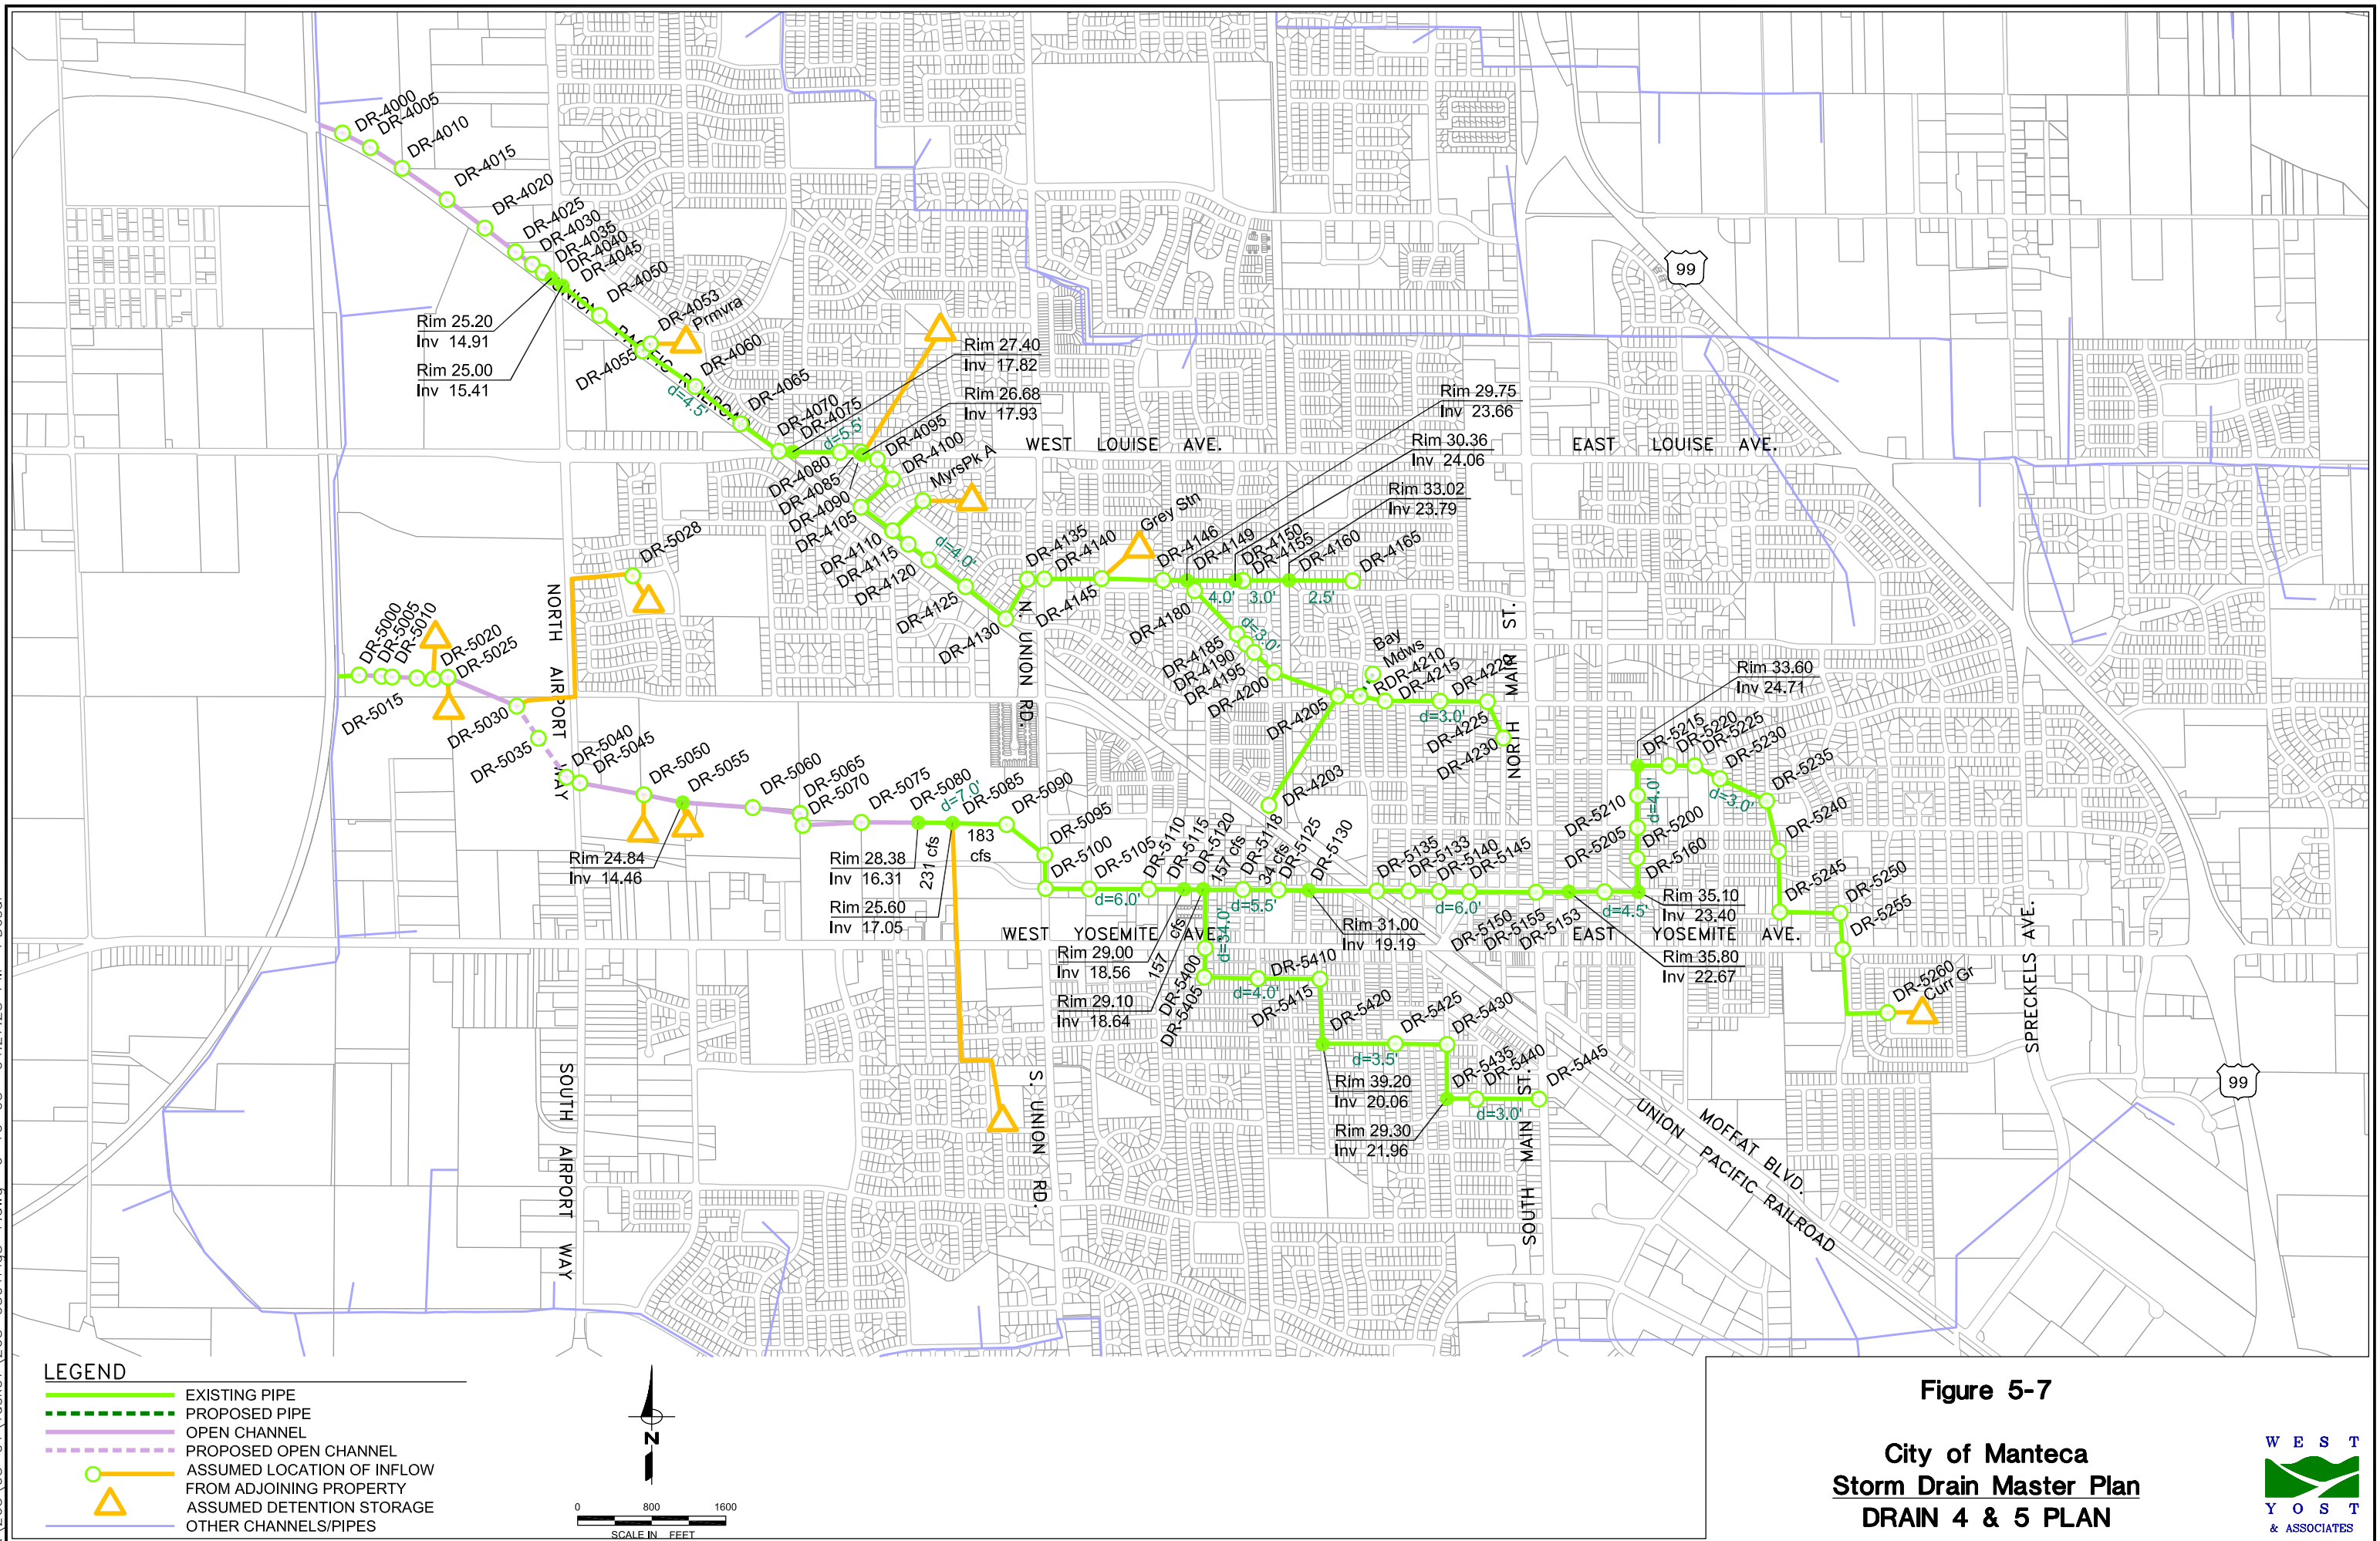 DR-4000
DR-4005
DR-4010
DR-4015
DR-4020
DR-4025
DR-4030
DR-4035
DR-4040
DR-4045
DR-4050
DR-4053
Prmvra
DR-4055
DR-4060
DR-4065
DR-4070
DR-4075
DR-4080
DR-4085
DR-4090
DR-4095
DR-4100
DR-4105
MyrsPk A
DR-4110
DR-4115
DR-4120
DR-4125
DR-4130
DR-4135
DR-4140
DR-4145
Grey Stn
DR-4146
DR-4149
DR-4150
DR-4155
DR-4160
DR-4165
DR-4180
DR-4185
DR-4190
DR-4195
DR-4200
DR-4203
DR-4205
Bay
Mdws
RDR-4210
DR-4215
DR-4220
DR-4225
DR-4230
Rim 25.20
Inv 14.91
Rim 25.00
Inv 15.41
Rim 27.40
Inv 17.82
Rim 26.68
Inv 17.93
Rim 29.75
Inv 23.66
Rim 30.36
Inv 24.06
Rim 33.02
Inv 23.79
d=4.5'
d=5.5'
d=4.0'
4.0'
3.0'
2.5'
d=3.0'
d=3.0'
99
WEST LOUISE AVE.
EAST LOUISE AVE.
NORTH AIRPORT WAY
N. UNION RD.
NORTH MAIN ST.
DR-5000
DR-5005
DR-5010
DR-5015
DR-5020
DR-5025
DR-5028
DR-5030
DR-5035
DR-5040
DR-5045
DR-5050
DR-5055
DR-5060
DR-5065
DR-5070
DR-5075
DR-5080
d=7.0'
DR-5085
DR-5090
DR-5095
DR-5100
DR-5105
DR-5110
DR-5115
DR-5120
157 cfs
DR-5118
34 cfs
DR-5125
DR-5130
DR-5135
DR-5133
DR-5140
DR-5145
DR-5150
DR-5155
DR-5153
DR-5160
DR-5200
DR-5205
DR-5210
DR-5215
DR-5220
DR-5225
DR-5230
DR-5235
DR-5240
DR-5245
DR-5250
DR-5255
DR-5260
Curr Gr
Rim 33.60
Inv 24.71
Rim 24.84
Inv 14.46
Rim 28.38
Inv 16.31
Rim 25.60
Inv 17.05
231 cfs
183
cfs
d=6.0'
d=5.5'
d=6.0'
d=4.5'
d=4.0'
d=3.0'
Rim 29.00
Inv 18.56
Rim 29.10
Inv 18.64
157 cfs
Rim 31.00
Inv 19.19
Rim 35.10
Inv 23.40
Rim 35.80
Inv 22.67
WEST YOSEMITE AVE.
EAST YOSEMITE AVE.
DR-5400
DR-5405
DR-5410
d=4.0'
DR-5415
DR-5420
DR-5425
DR-5430
d=3.5'
DR-5435
DR-5440
DR-5445
d=3.0'
Rim 39.20
Inv 20.06
Rim 29.30
Inv 21.96
SOUTH AIRPORT WAY
S. UNION RD.
SOUTH MAIN ST.
SPRECKELS AVE.
MOFFAT BLVD.
UNION PACIFIC RAILROAD
99
LEGEND
EXISTING PIPE
PROPOSED PIPE
OPEN CHANNEL
PROPOSED OPEN CHANNEL
ASSUMED LOCATION OF INFLOW
FROM ADJOINING PROPERTY
ASSUMED DETENTION STORAGE
OTHER CHANNELS/PIPES
N
0 800 1600
SCALE IN FEET
Figure 5-7
City of Manteca
Storm Drain Master Plan
DRAIN 4 & 5 PLAN
WEST
YOST
& ASSOCIATES